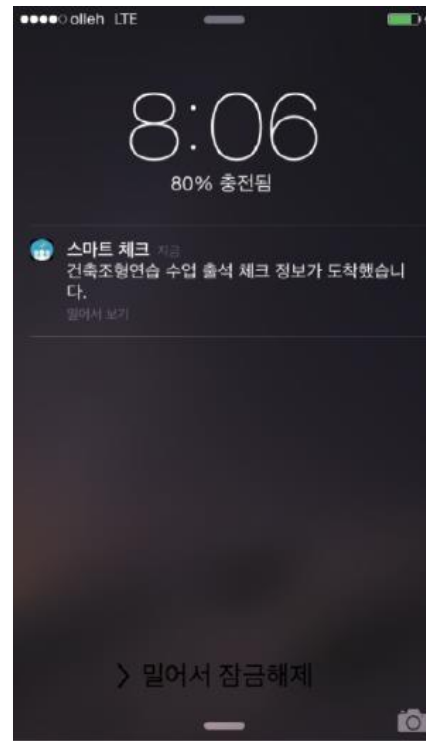 olleh LTE
8:06
80% 충전됨
스마트 체크 지금
건축조형연습 수업 출석 체크 정보가 도착했습니
다.
밀어서 보기
> 밀어서 잠금해제